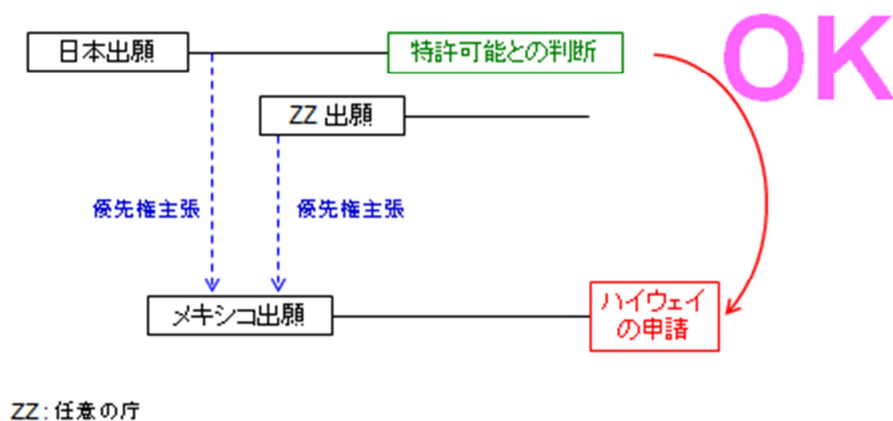 日本出願
特許可能との判断
OK
ZZ 出願
優先権主張
優先権主張
メキシコ出願
ハイウェイ
の申請
ZZ:任意の庁